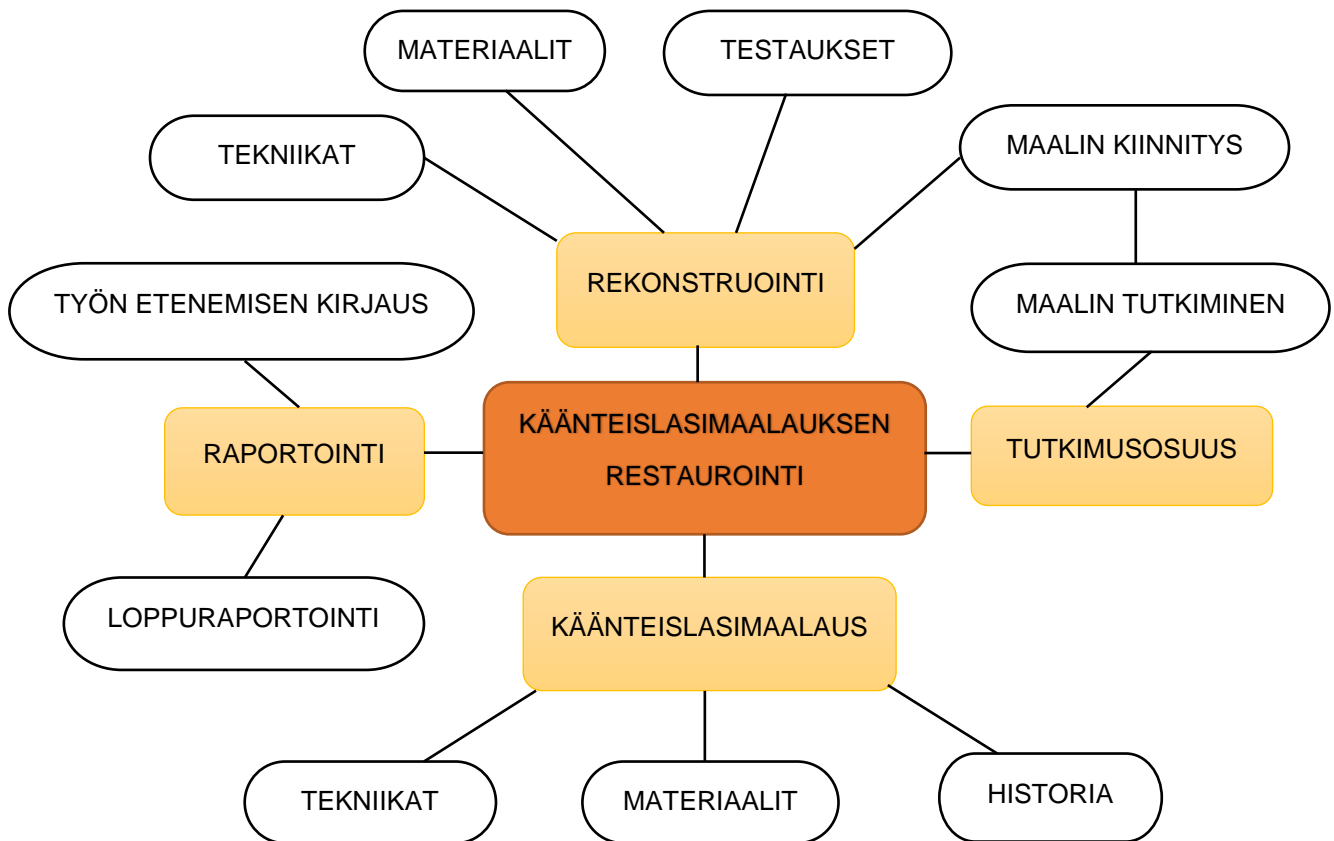 MATERIAALIT
TESTAUKSET
TEKNIIKAT
MAALIN KIINNITYS
REKONSTRUOINTI
TYÖN ETENEMISEN KIRJAUS
MAALIN TUTKIMINEN
KÄÄNTEISLASIMAALAUKSEN
RESTAUROINTI
RAPORTOINTI
TUTKIMUSOSUUS
LOPPURAPORTOINTI
KÄÄNTEISLASIMAALAUS
TEKNIIKAT
MATERIAALIT
HISTORIA